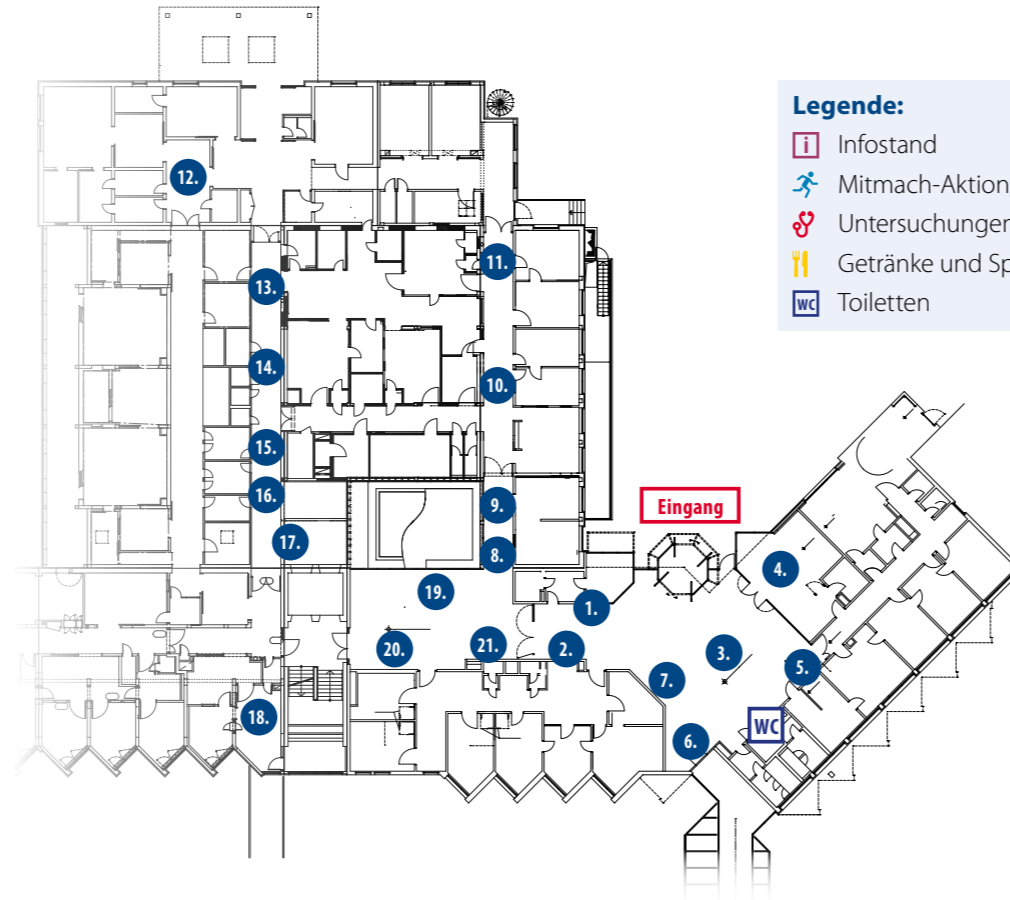 Legende:
i Infostand
Mitmach-Aktion
Untersuchungen
Getränke und Sp
WC Toiletten
12.
11.
13.
14.
10.
15.
16.
9.
Eingang
17.
8.
4.
19.
1.
20.
21.
2.
3.
5.
7.
18.
WC
6.